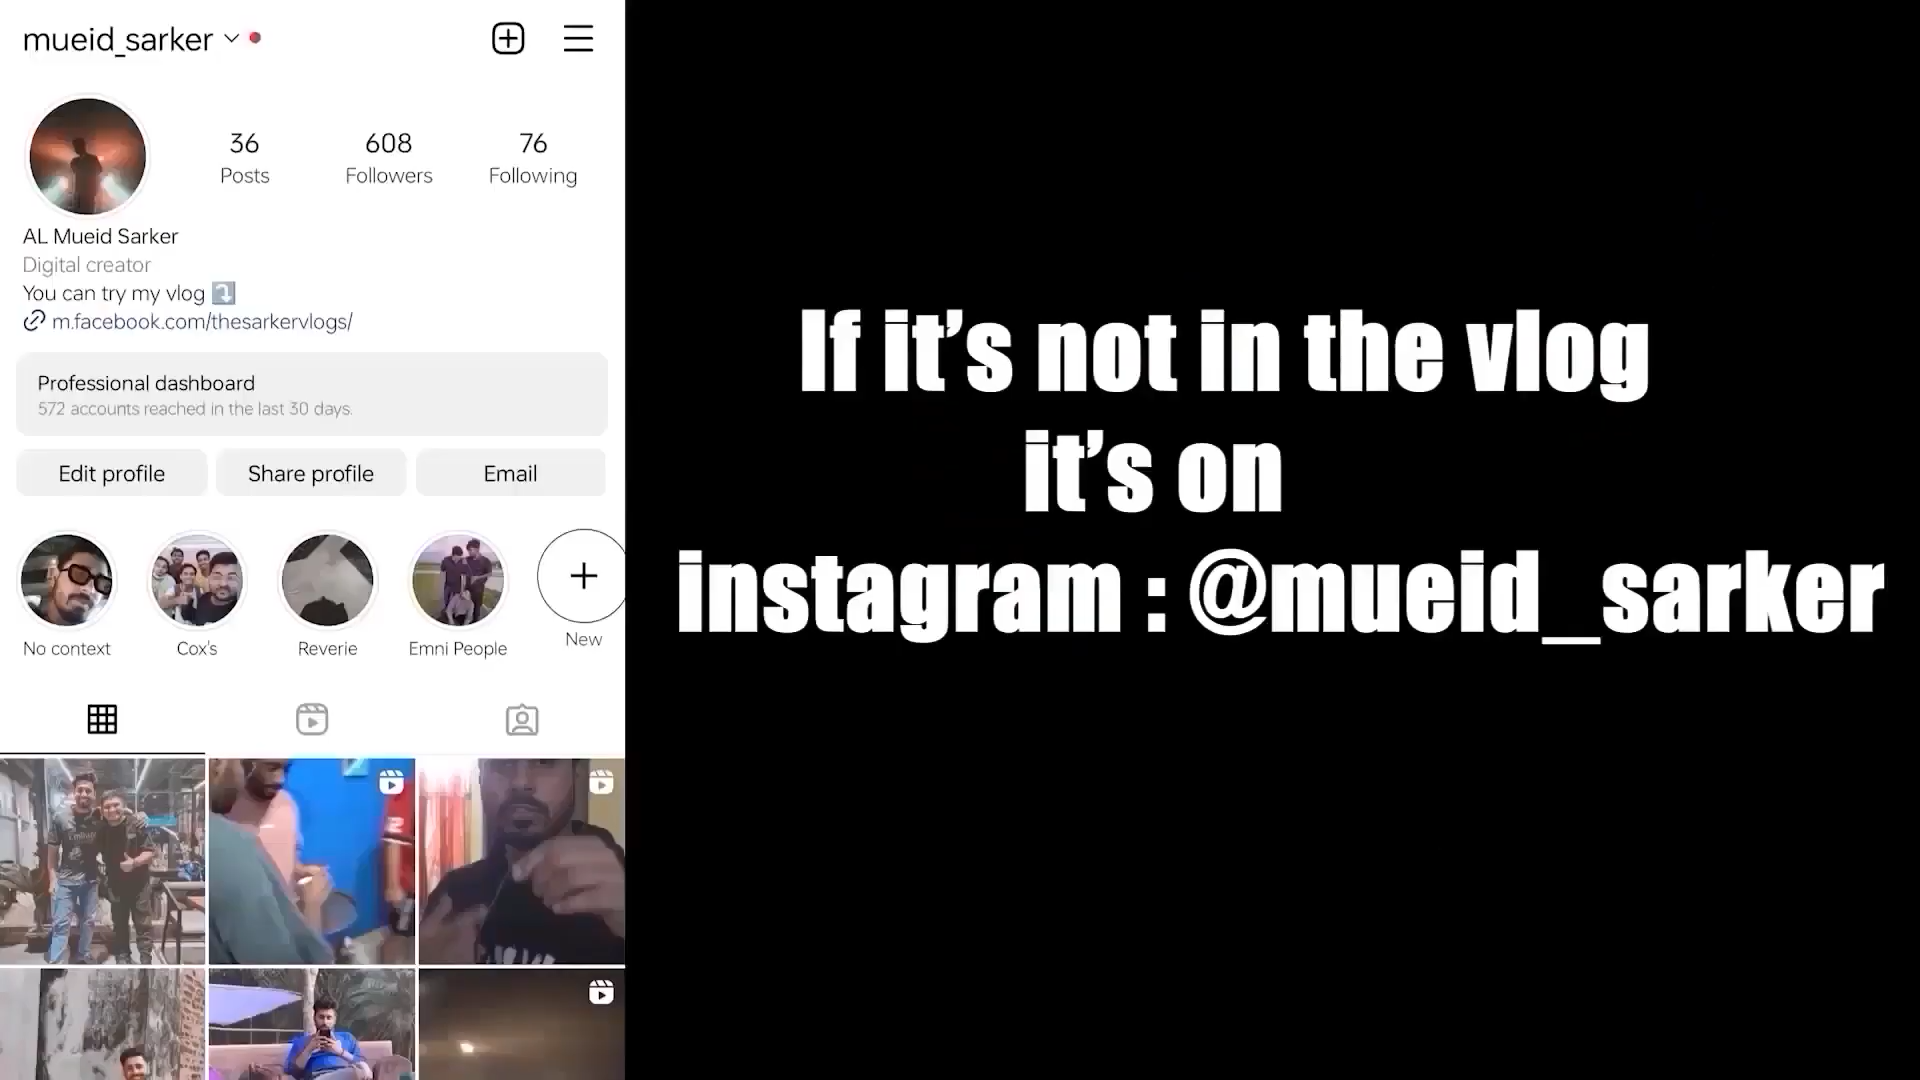 mueid_sarker
36
Posts
608
Followers
76
Following
AL Mueid Sarker
Digital creator
You can try my vlog ⤵️
m.facebook.com/thesarkervlogs/
Professional dashboard
572 accounts reached in the last 30 days.
Edit profile
Share profile
Email
No context
Cox's
Reverie
Emni People
New
If it’s not in the vlog
it’s on
instagram : @mueid_sarker